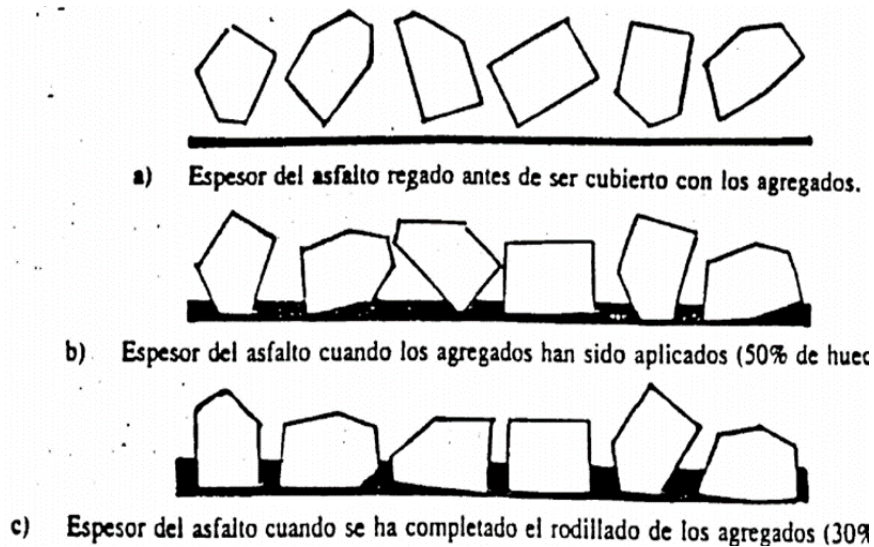 a) Espesor del asfalto regado antes de ser cubierto con los agregados.
b) Espesor del asfalto cuando los agregados han sido aplicados (50% de huec
c) Espesor del asfalto cuando se ha completado el rodillado de los agregados (30%